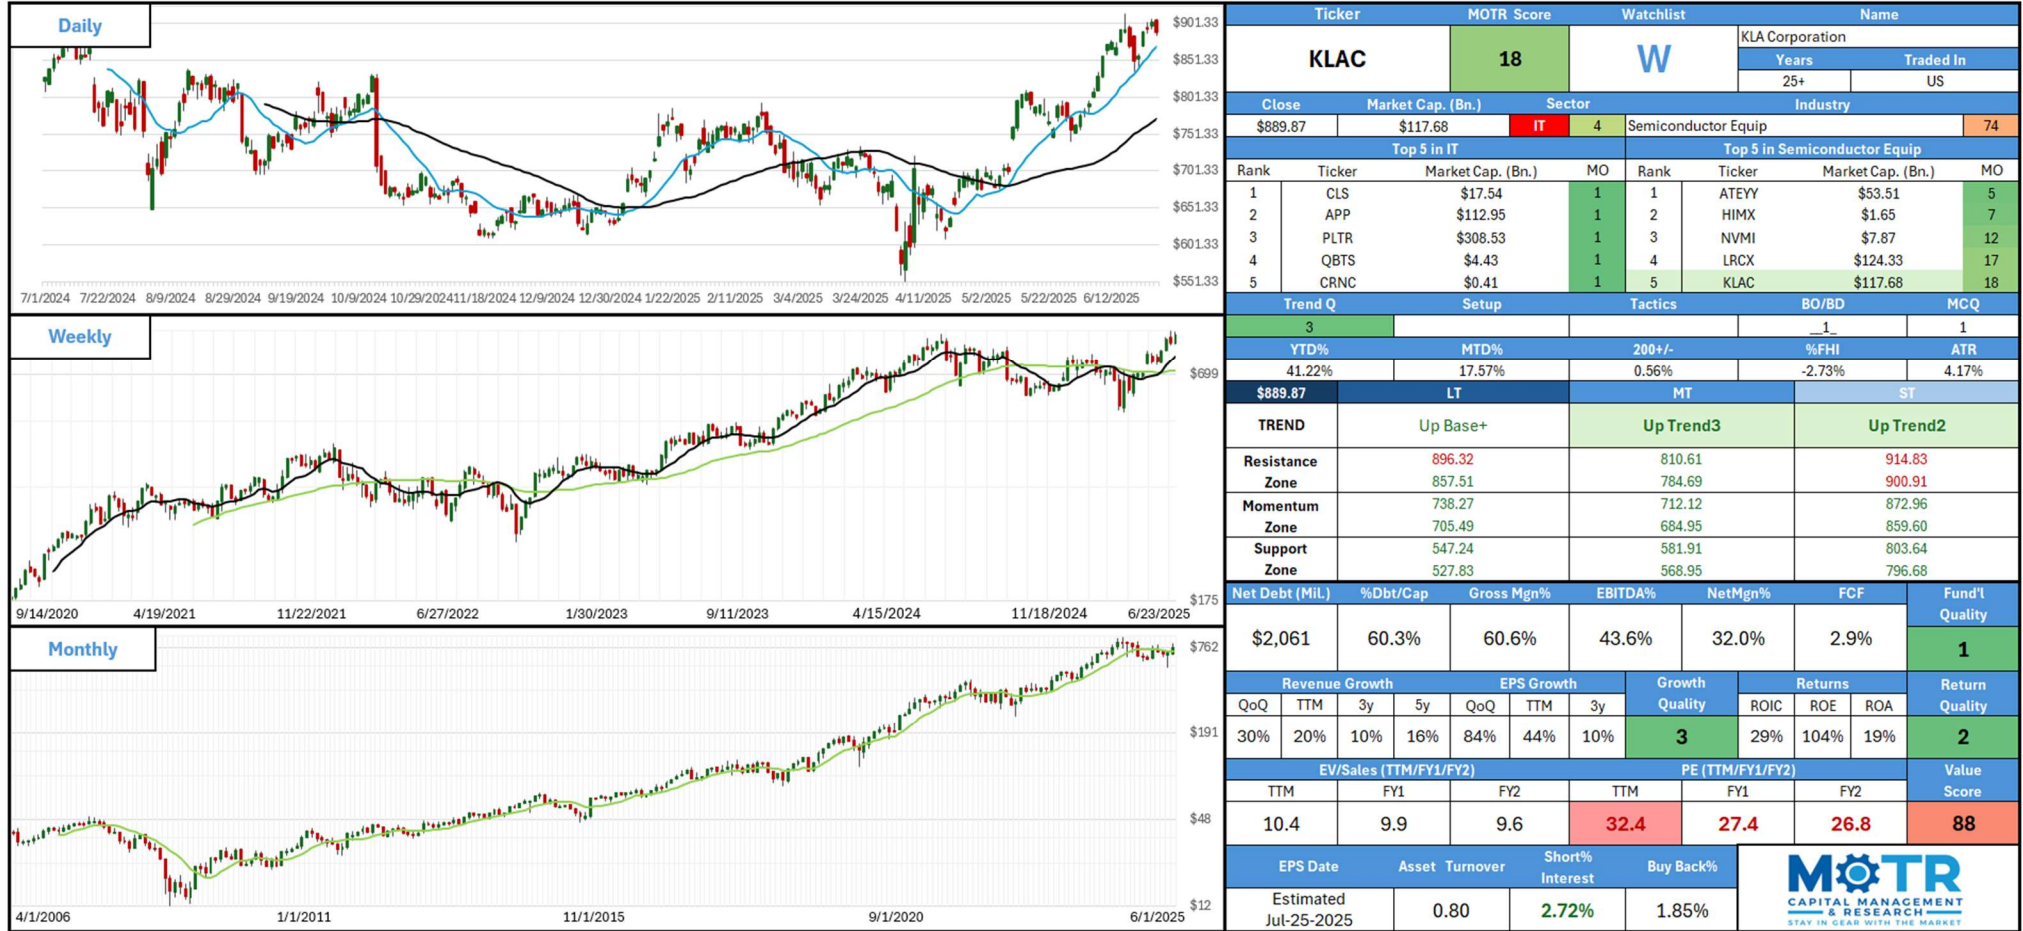 Daily
$901.33
$851.33
$801.33
$751.33
$701.33
$651.33
$601.33
$551.33
7/1/2024 7/22/2024 8/9/2024 8/29/2024 9/19/2024 10/9/2024 10/29/2024 11/18/2024 12/9/2024 12/30/2024 1/22/2025 2/11/2025 3/4/2025 3/24/2025 4/11/2025 5/2/2025 5/22/2025 6/12/2025
Weekly
$699
$175
9/14/2020 4/19/2021 11/22/2021 6/27/2022 1/30/2023 9/11/2023 4/15/2024 11/18/2024 6/23/2025
Monthly
$762
$191
$48
$12
4/1/2006 1/1/2011 11/1/2015 9/1/2020 6/1/2025
Ticker MOTR Score Watchlist Name
KLAC 18 W KLA Corporation
Years Traded In
25+ US
Close Market Cap. (Bn.) Sector Industry
$889.87 $117.68 IT 4 Semiconductor Equip 74
Top 5 in IT Top 5 in Semiconductor Equip
Rank Ticker Market Cap. (Bn.) MO Rank Ticker Market Cap. (Bn.) MO
1 CLS $17.54 1 1 ATEYY $53.51 5
2 APP $112.95 1 2 HIMX $1.65 7
3 PLTR $308.53 1 3 NVMI $7.87 12
4 QBTS $4.43 1 4 LRCX $124.33 17
5 CRNC $0.41 1 5 KLAC $117.68 18
Trend Q Setup Tactics BO/BD MCQ
3 __1_ 1
YTD% MTD% 200+/- %FHI ATR
41.22% 17.57% 0.56% -2.73% 4.17%
$889.87 LT MT ST
TREND Up Base+ Up Trend3 Up Trend2
Resistance 896.32 810.61 914.83
Zone 857.51 784.69 900.91
Momentum 738.27 712.12 872.96
Zone 705.49 684.95 859.60
Support 547.24 581.91 803.64
Zone 527.83 568.95 796.68
Net Debt (Mil.) %Dbt/Cap Gross Mgn% EBITDA% NetMgn% FCF Fund'l
Quality
$2,061 60.3% 60.6% 43.6% 32.0% 2.9% 1
Revenue Growth EPS Growth Growth Returns Return
QoQ TTM 3y 5y QoQ TTM 3y Quality ROIC ROE ROA Quality
30% 20% 10% 16% 84% 44% 10% 3 29% 104% 19% 2
EV/Sales (TTM/FY1/FY2) PE (TTM/FY1/FY2) Value
TTM FY1 FY2 TTM FY1 FY2 Score
10.4 9.9 9.6 32.4 27.4 26.8 88
EPS Date Asset Turnover Short% Interest Buy Back%
Estimated Jul-25-2025 0.80 2.72% 1.85%
MOTR
CAPITAL MANAGEMENT
& RESEARCH
STAY IN GEAR WITH THE MARKET